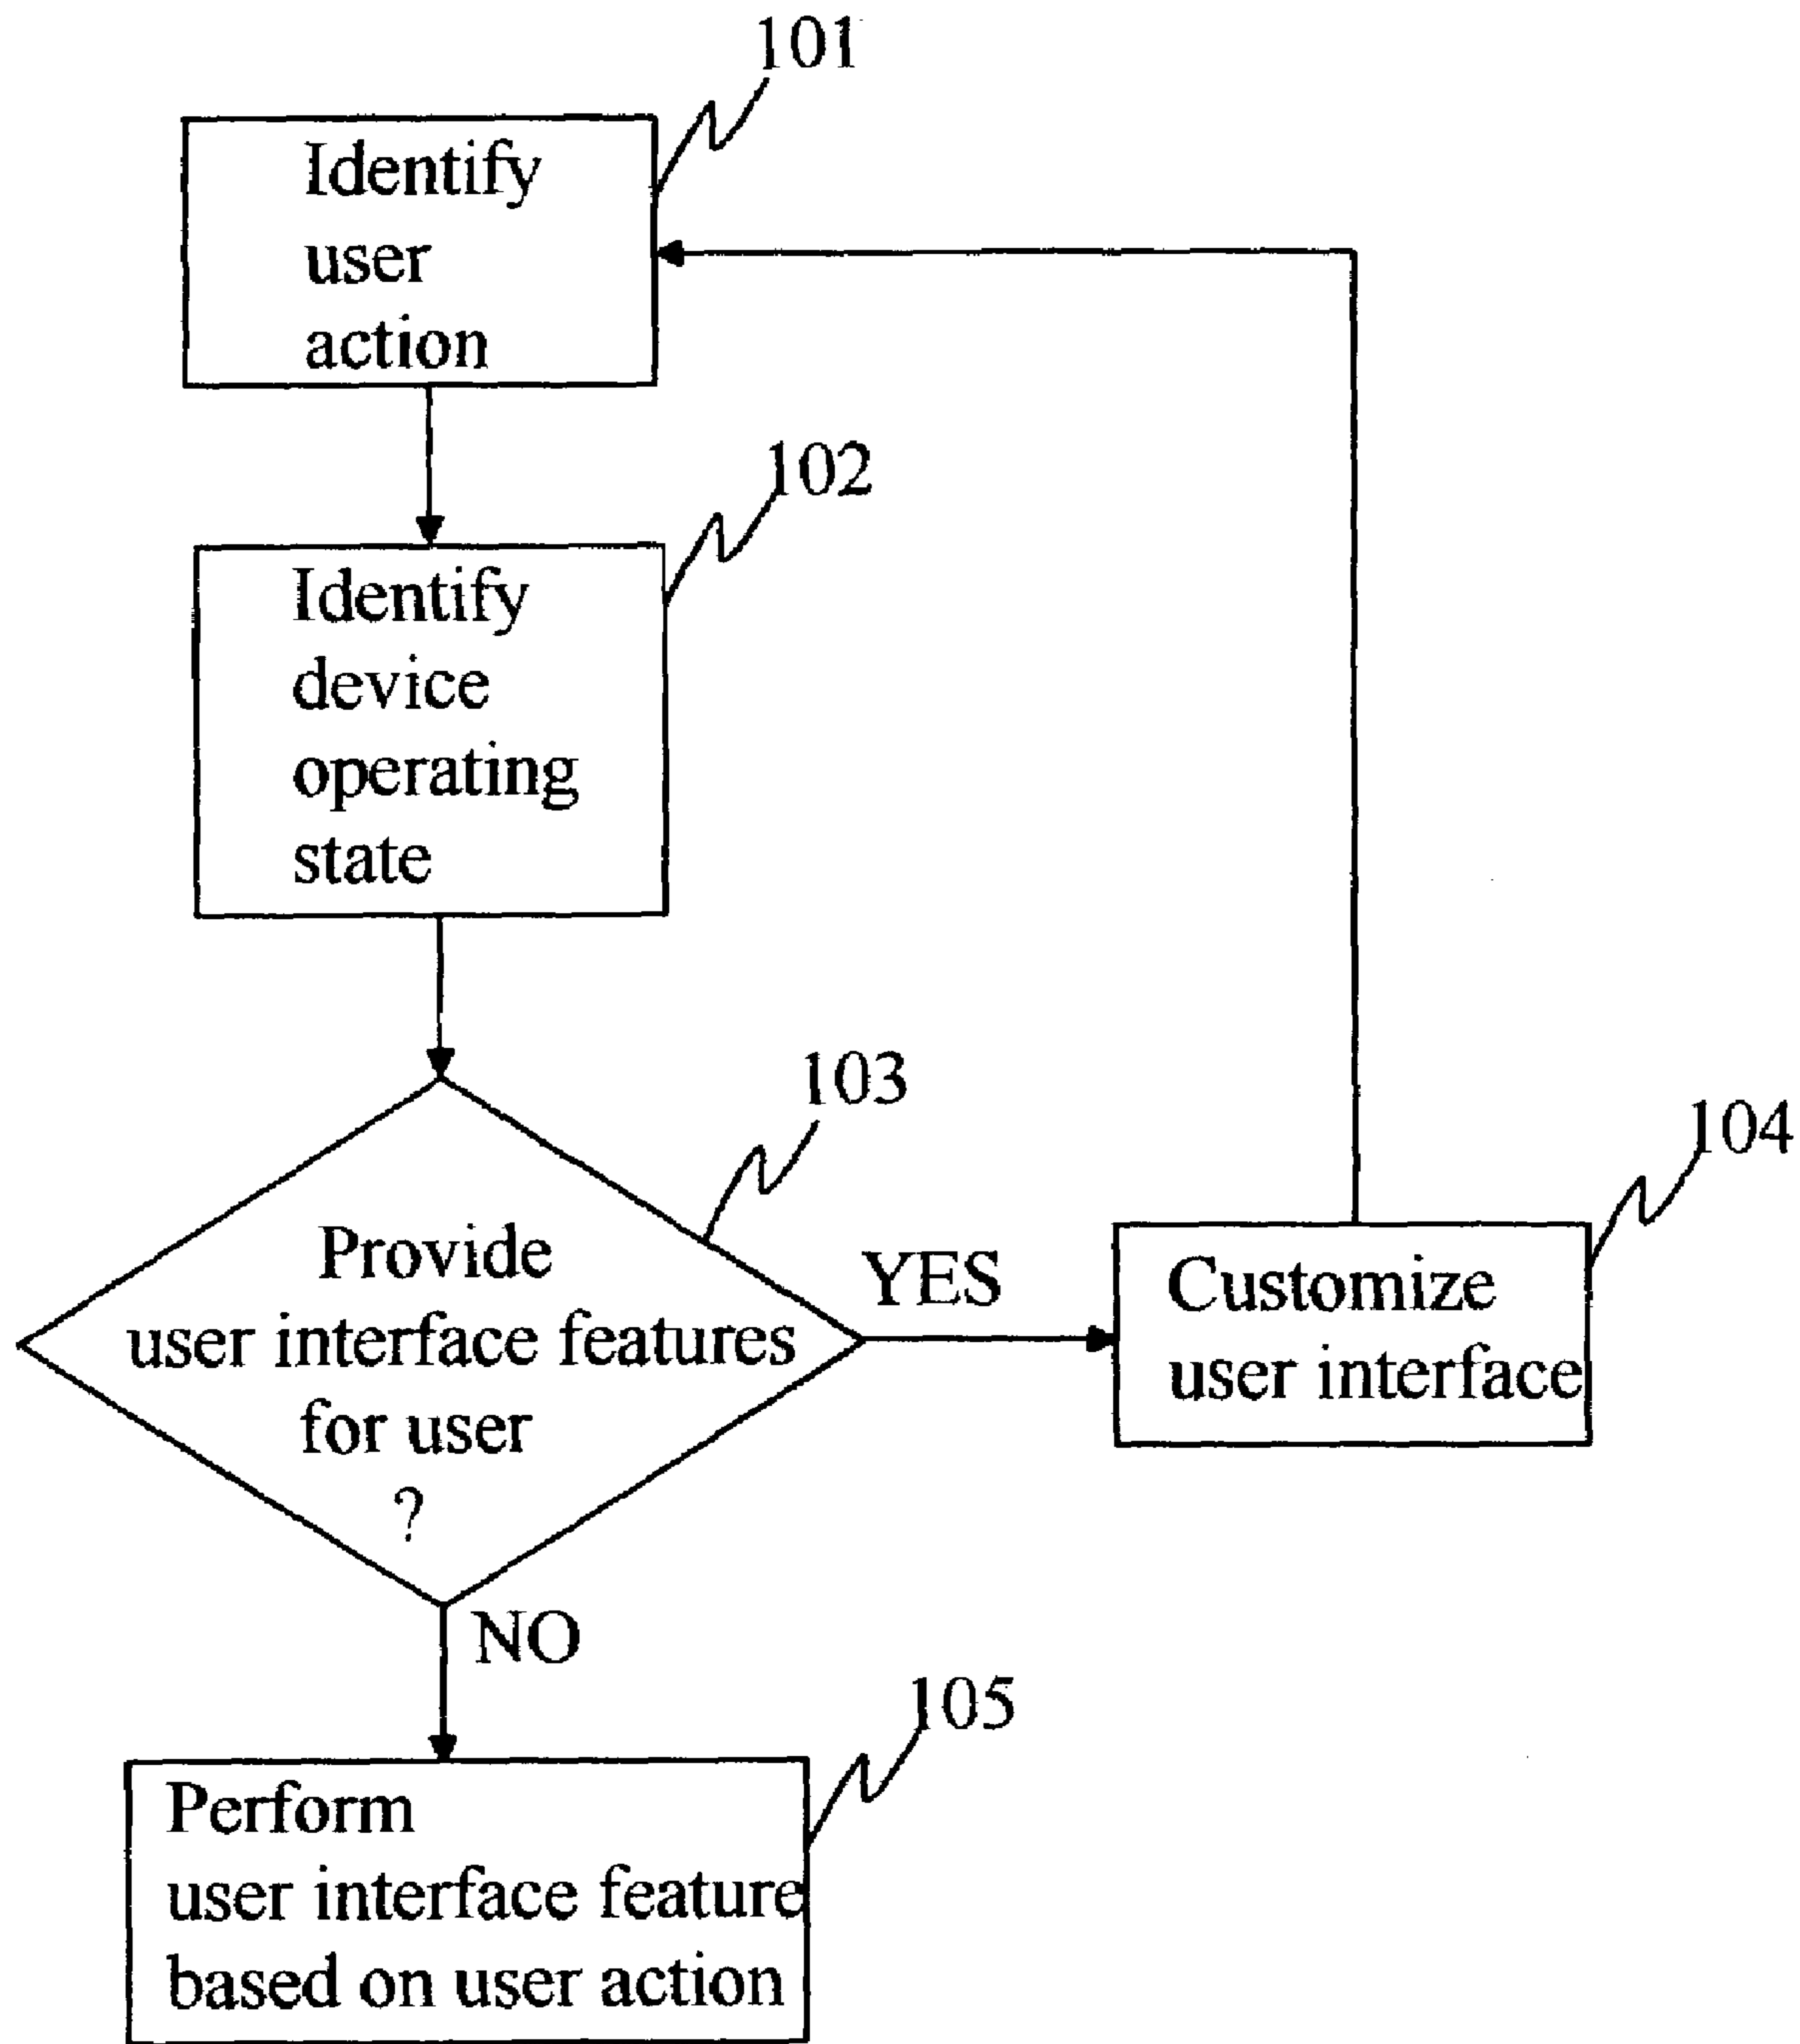 101
Identify
user
action
102
Identify
device
operating
state
103
Provide
user interface features
for user
?
YES
104
Customize
user interface
NO
105
Perform
user interface feature
based on user action